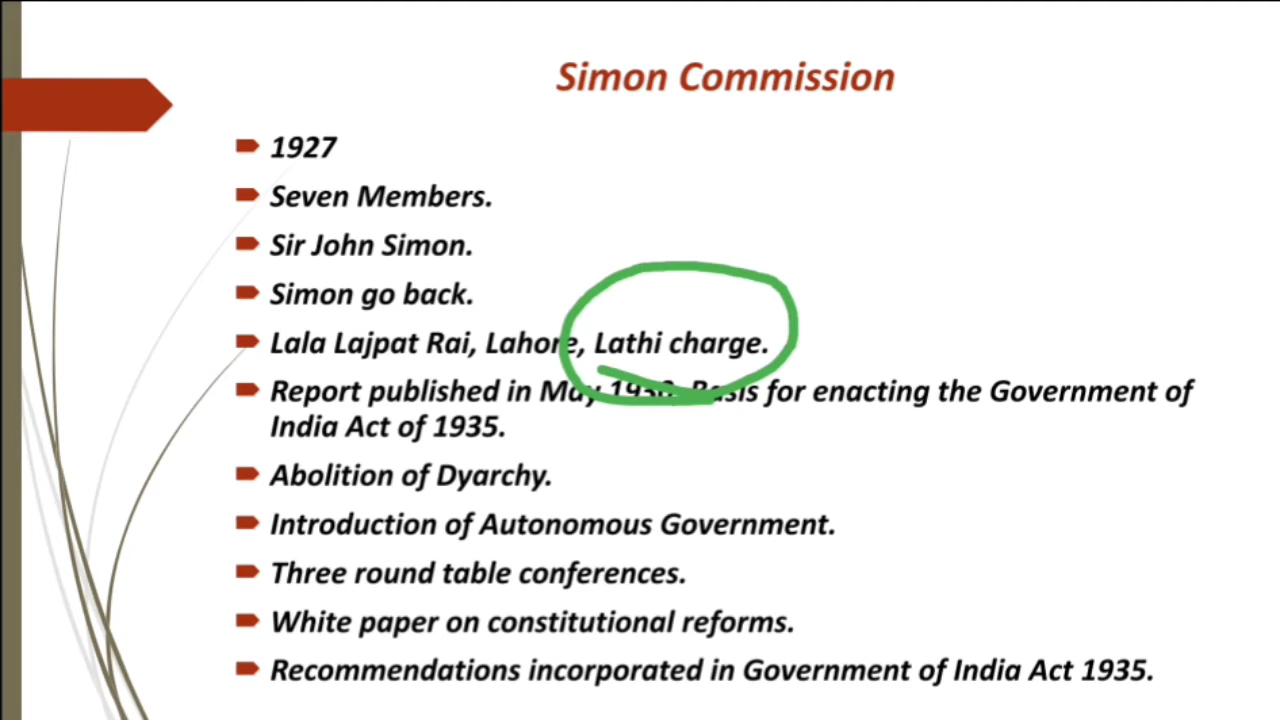 Simon Commission
1927
Seven Members.
Sir John Simon.
Simon go back.
Lala Lajpat Rai, Lahore, Lathi charge.
Report published in May 1930. Basis for enacting the Government of
India Act of 1935.
Abolition of Dyarchy.
Introduction of Autonomous Government.
Three round table conferences.
White paper on constitutional reforms.
Recommendations incorporated in Government of India Act 1935.